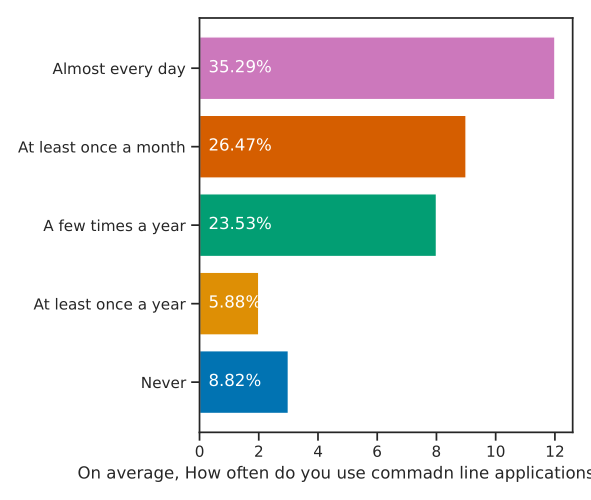 Almost every day 35.29%
At least once a month 26.47%
A few times a year 23.53%
At least once a year 5.88%
Never 8.82%
0 2 4 6 8 10 12
On average, How often do you use commadn line applications